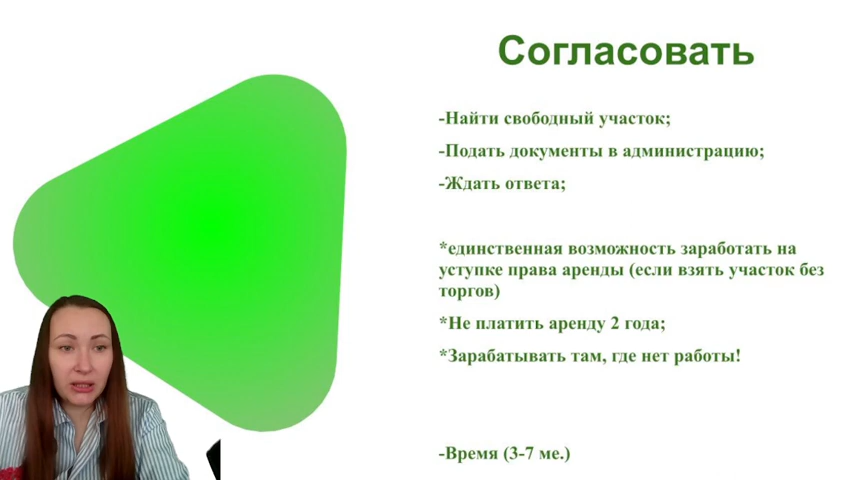 Согласовать
-Найти свободный участок;
-Подать документы в администрацию;
-Ждать ответа;
*единственная возможность заработать на
уступке права аренды (если взять участок без
торгов)
*Не платить аренду 2 года;
*Зарабатывать там, где нет работы!
-Время (3-7 ме.)